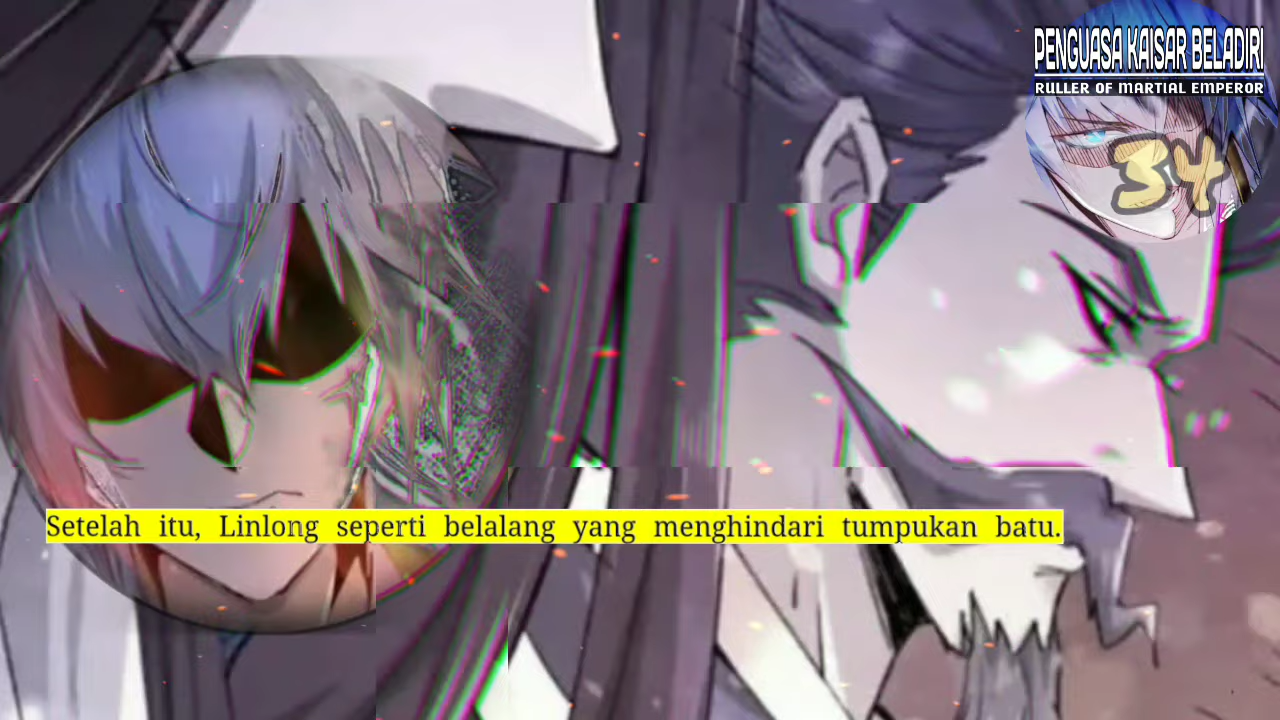 PENGUASA KAISAR BELADIRI
RULLER OF MARTIAL EMPEROR
34
Setelah itu, Linlong seperti belalang yang menghindari tumpukan batu.